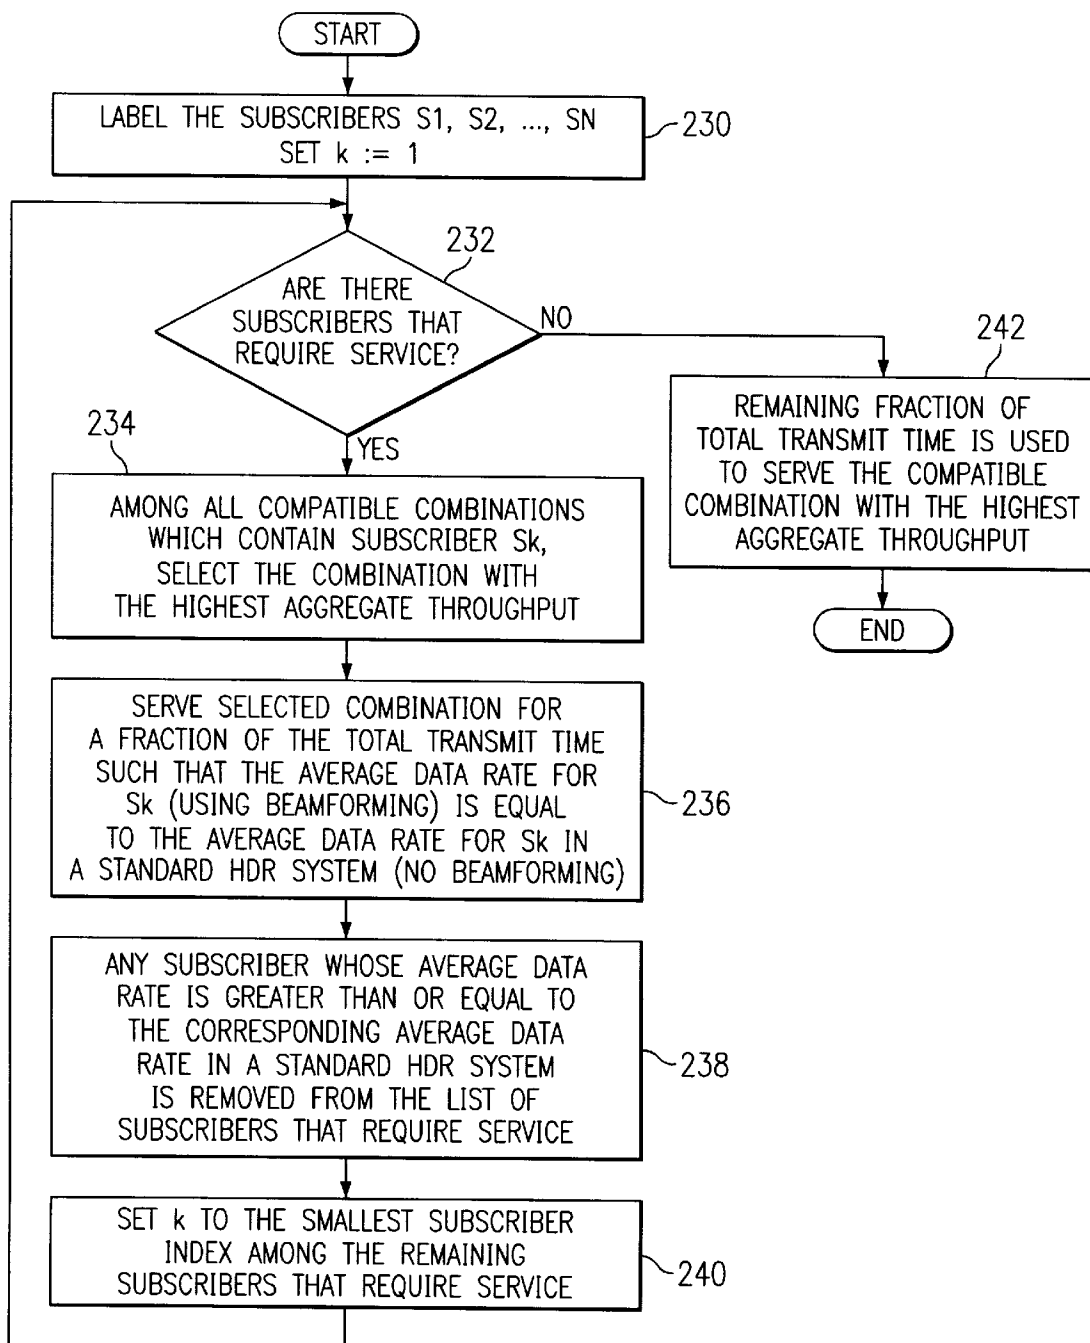 START
LABEL THE SUBSCRIBERS S1, S2, ..., SN
SET k := 1
230
232
ARE THERE
SUBSCRIBERS THAT
REQUIRE SERVICE?
NO
YES
242
REMAINING FRACTION OF
TOTAL TRANSMIT TIME IS USED
TO SERVE THE COMPATIBLE
COMBINATION WITH THE HIGHEST
AGGREGATE THROUGHPUT
END
234
AMONG ALL COMPATIBLE COMBINATIONS
WHICH CONTAIN SUBSCRIBER Sk,
SELECT THE COMBINATION WITH
THE HIGHEST AGGREGATE THROUGHPUT
SERVE SELECTED COMBINATION FOR
A FRACTION OF THE TOTAL TRANSMIT TIME
SUCH THAT THE AVERAGE DATA RATE FOR
Sk (USING BEAMFORMING) IS EQUAL
TO THE AVERAGE DATA RATE FOR Sk IN
A STANDARD HDR SYSTEM (NO BEAMFORMING)
236
ANY SUBSCRIBER WHOSE AVERAGE DATA
RATE IS GREATER THAN OR EQUAL TO
THE CORRESPONDING AVERAGE DATA
RATE IN A STANDARD HDR SYSTEM
IS REMOVED FROM THE LIST OF
SUBSCRIBERS THAT REQUIRE SERVICE
238
SET k TO THE SMALLEST SUBSCRIBER
INDEX AMONG THE REMAINING
SUBSCRIBERS THAT REQUIRE SERVICE
240